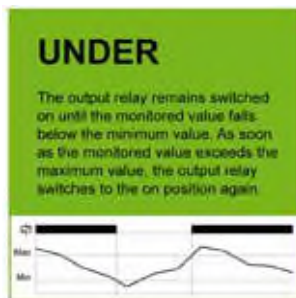 UNDER
The output relay remains switched
on until the monitored value falls
below the minimum value. As soon
as the monitored value exceeds the
maximum value, the output relay
switches to the on position again.
Max
Min